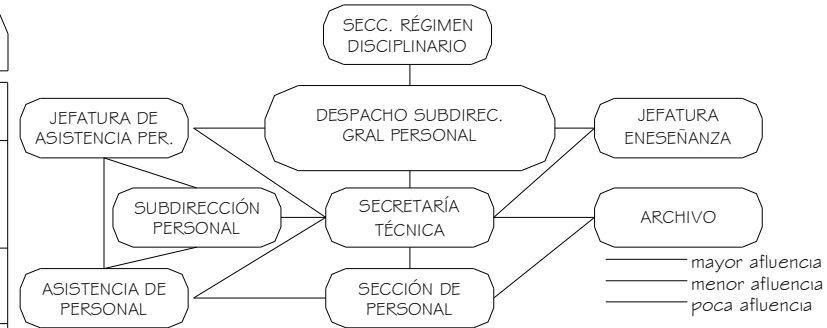 SECC. RÉGIMEN
DISCIPLINARIO
JEFATURA DE
ASISTENCIA PER.
DESPACHO SUBDIREC.
GRAL PERSONAL
JEFATURA
ENESEÑANZA
SUBDIRECCIÓN
PERSONAL
SECRETARÍA
TÉCNICA
ARCHIVO
ASISTENCIA DE
PERSONAL
SECCIÓN DE
PERSONAL
mayor afluencia
menor afluencia
poca afluencia